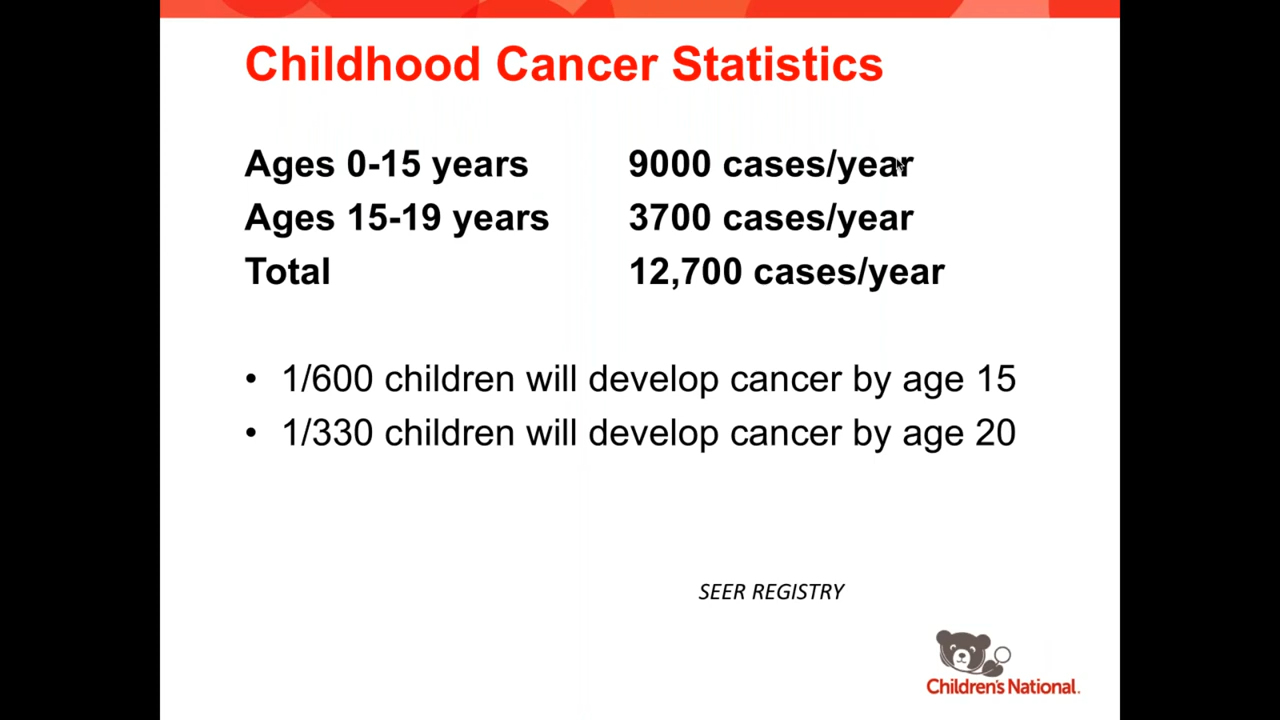 Childhood Cancer Statistics
Ages 0-15 years 9000 cases/year
Ages 15-19 years 3700 cases/year
Total 12,700 cases/year
• 1/600 children will develop cancer by age 15
• 1/330 children will develop cancer by age 20
SEER REGISTRY
Children's National.